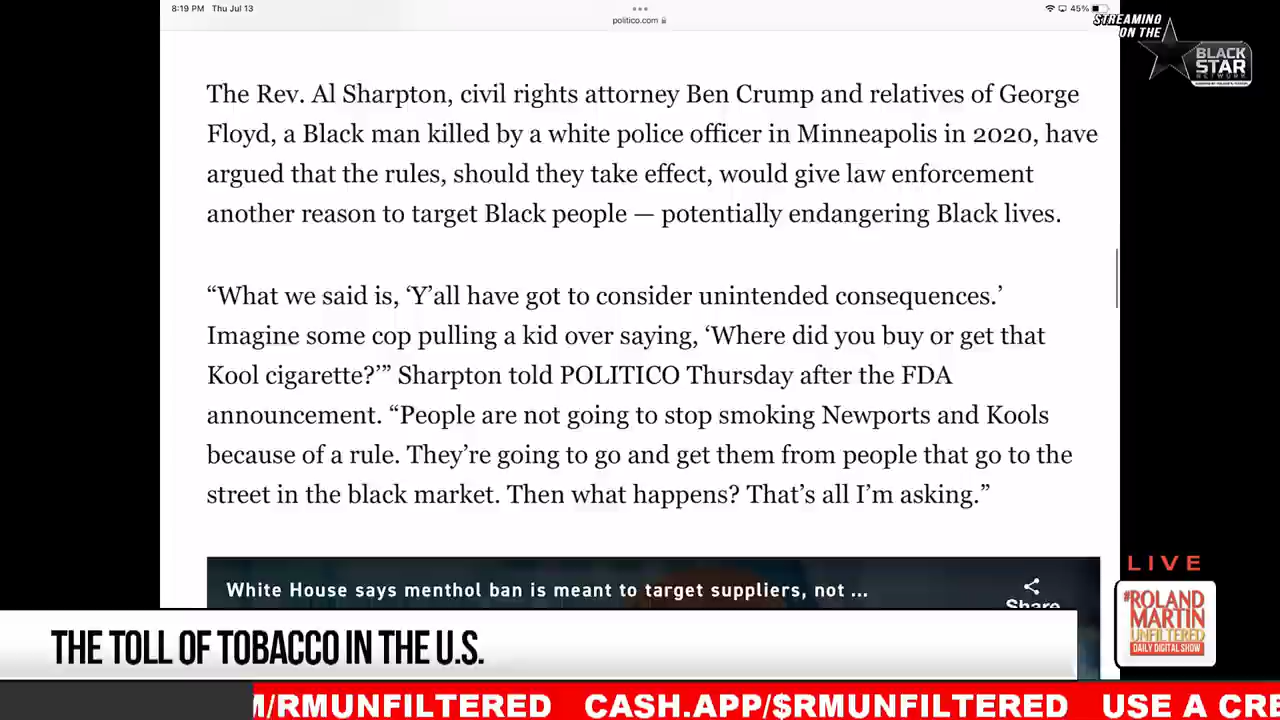 8:19 PM Thu Jul 13
politico.com
45%
STREAMING
ON THE
BLACK
STAR
NETWORK
The Rev. Al Sharpton, civil rights attorney Ben Crump and relatives of George
Floyd, a Black man killed by a white police officer in Minneapolis in 2020, have
argued that the rules, should they take effect, would give law enforcement
another reason to target Black people — potentially endangering Black lives.
“What we said is, ‘Y’all have got to consider unintended consequences.’
Imagine some cop pulling a kid over saying, ‘Where did you buy or get that
Kool cigarette?’” Sharpton told POLITICO Thursday after the FDA
announcement. “People are not going to stop smoking Newports and Kools
because of a rule. They’re going to go and get them from people that go to the
street in the black market. Then what happens? That’s all I’m asking.”
White House says menthol ban is meant to target suppliers, not ...
Share
LIVE
#ROLAND
MARTIN
UNFILTERED
DAILY DIGITAL SHOW
THE TOLL OF TOBACCO IN THE U.S.
M/RMUNFILTERED CASH.APP/$RMUNFILTERED USE A CRE